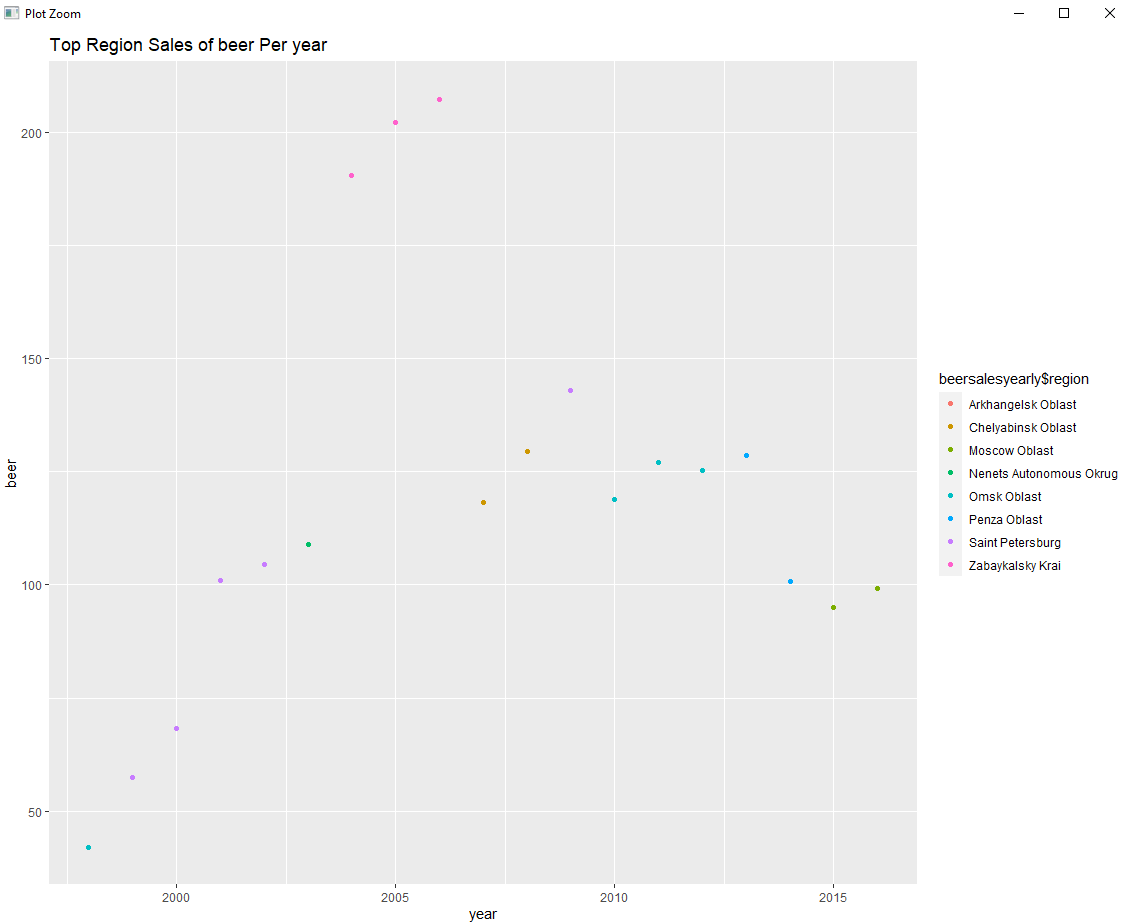 Plot Zoom
Top Region Sales of beer Per year
200
150
100
50
beer
2000
2005
2010
2015
year
beersalesyearly$region
Arkhangelsk Oblast
Chelyabinsk Oblast
Moscow Oblast
Nenets Autonomous Okrug
Omsk Oblast
Penza Oblast
Saint Petersburg
Zabaykalsky Krai